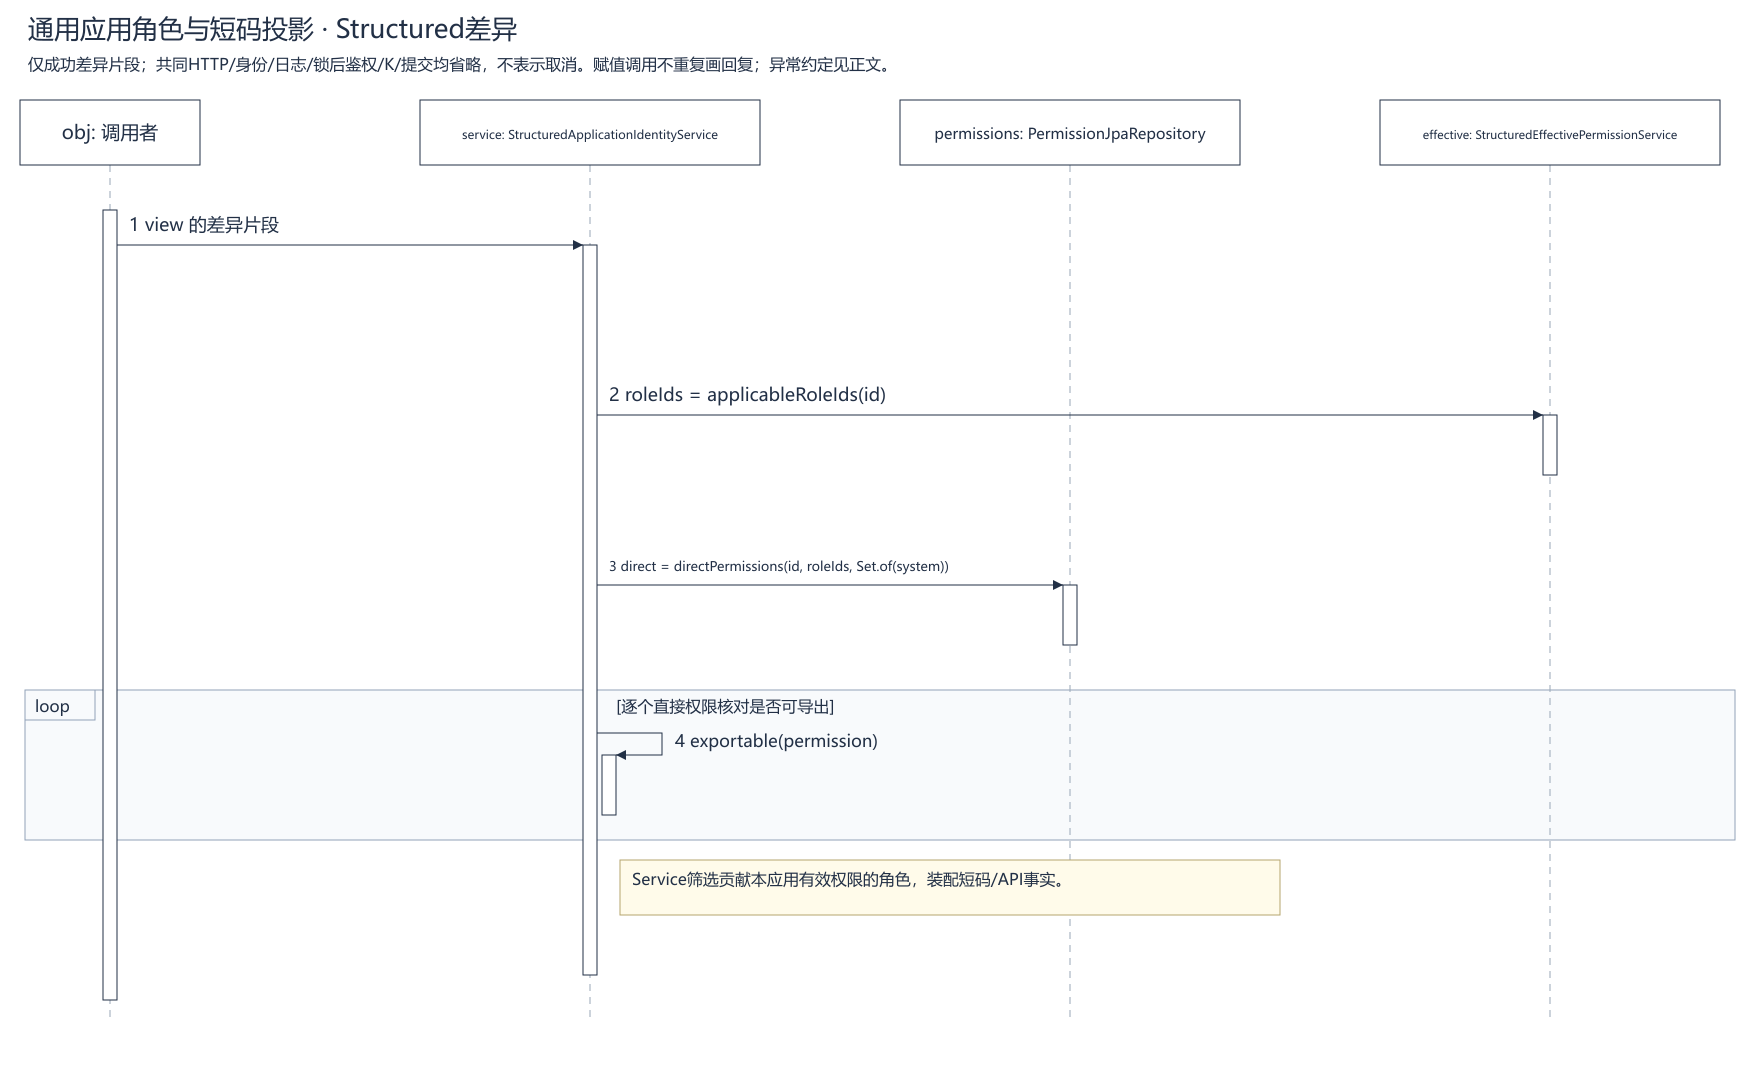 通用应用角色与短码投影 · Structured差异
仅成功差异片段；共同HTTP/身份/日志/锁后鉴权/K/提交均省略，不表示取消。赋值调用不重复画回复；异常约定见正文。
obj: 调用者
service: StructuredApplicationIdentityService
permissions: PermissionJpaRepository
effective: StructuredEffectivePermissionService
1 view 的差异片段
2 roleIds = applicableRoleIds(id)
3 direct = directPermissions(id, roleIds, Set.of(system))
loop
[逐个直接权限核对是否可导出]
4 exportable(permission)
Service筛选贡献本应用有效权限的角色，装配短码/API事实。